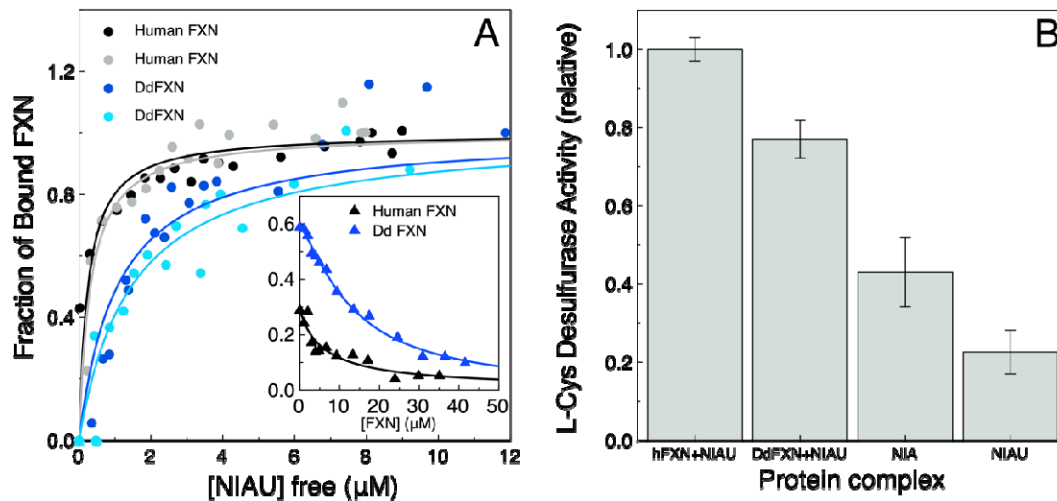 A
Human FXN
Human FXN
DdFXN
DdFXN
Fraction of Bound FXN
1.2
0.8
0.4
0.0
0 2 4 6 8 10 12
[NIAU] free (µM)
Human FXN
Dd FXN
0.6
0.4
0.2
0.0
0 10 20 30 40 50
[FXN] (µM)
B
L-Cys Desulfurase Activity (relative)
1.0
0.8
0.6
0.4
0.2
0.0
hFXN+NIAU DdFXN+NIAU NIA NIAU
Protein complex